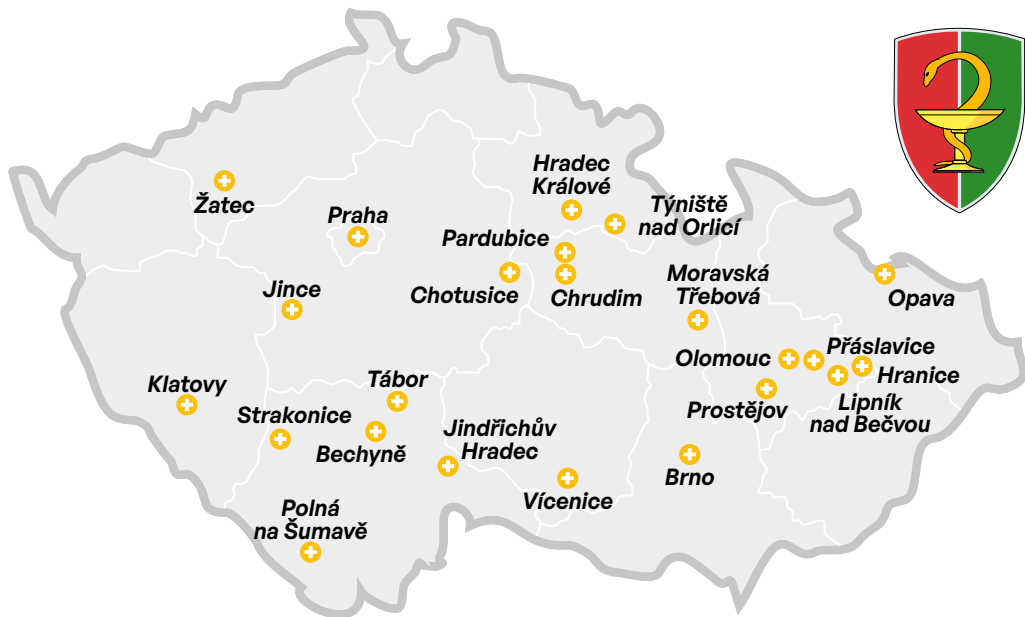 Hradec
Králové
Žatec
Praha
Týniště
nad Orlicí
Pardubice
Moravská
Třebová
Jince
Chotusice
Chrudim
Opava
Přáslavice
Olomouc
Hranice
Klatovy
Tábor
Prostějov
Lipník
nad Bečvou
Strakonice
Jindřichův
Hradec
Bechyně
Brno
Vícenice
Polná
na Šumavě